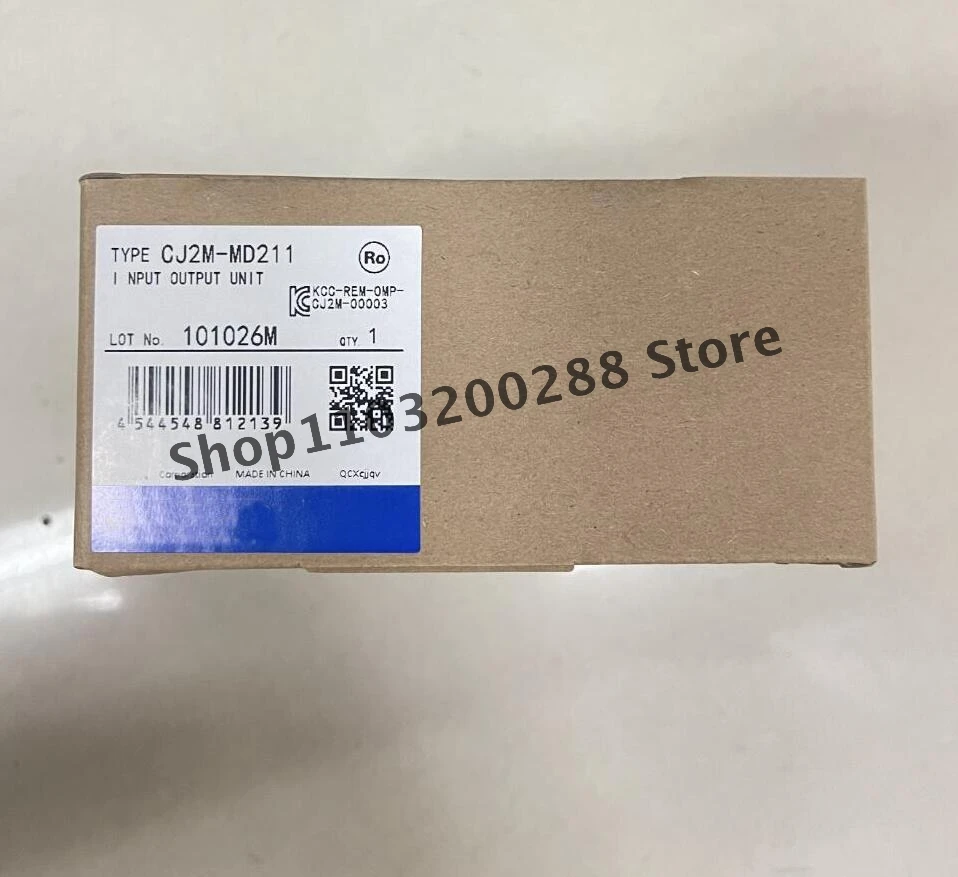 TYPE CJ2M-MD211
Ro
I NPUT OUTPUT UNIT
KCC-REM-OMP-
CJ2M-00003
LOT No. 101026M QTY. 1
4 544548 812139
Shop1103200288 Store
Corporation MADE IN CHINA QCXcjjqv